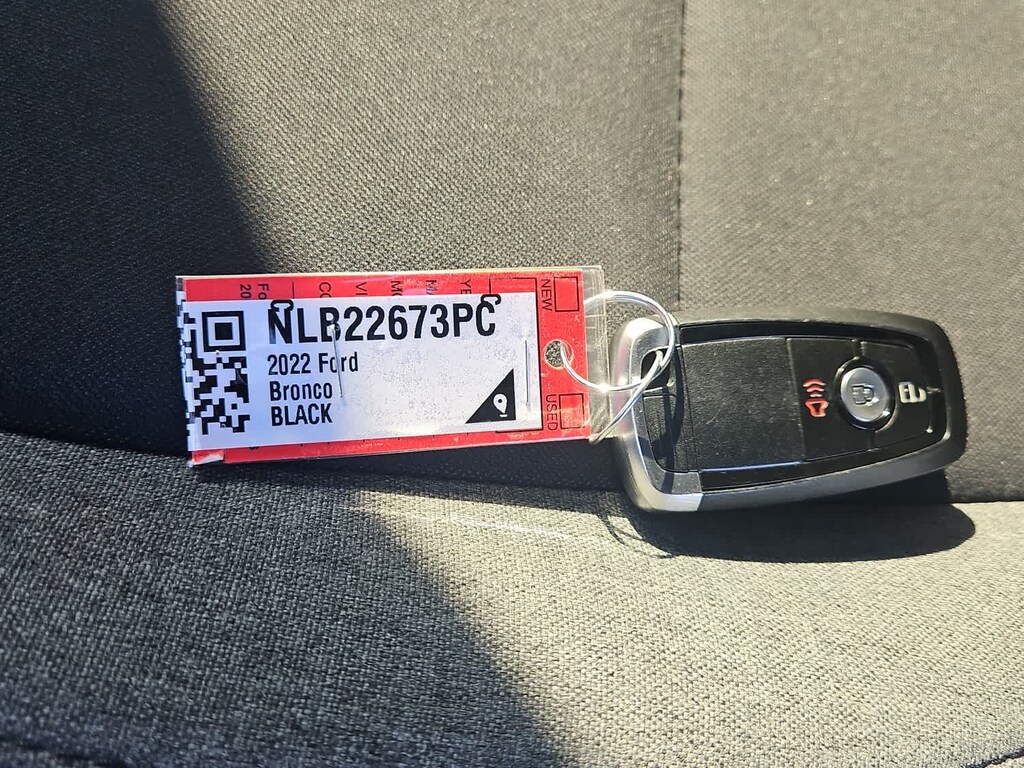 NLB22673PC
2022 Ford
Bronco
BLACK
NEW
USED